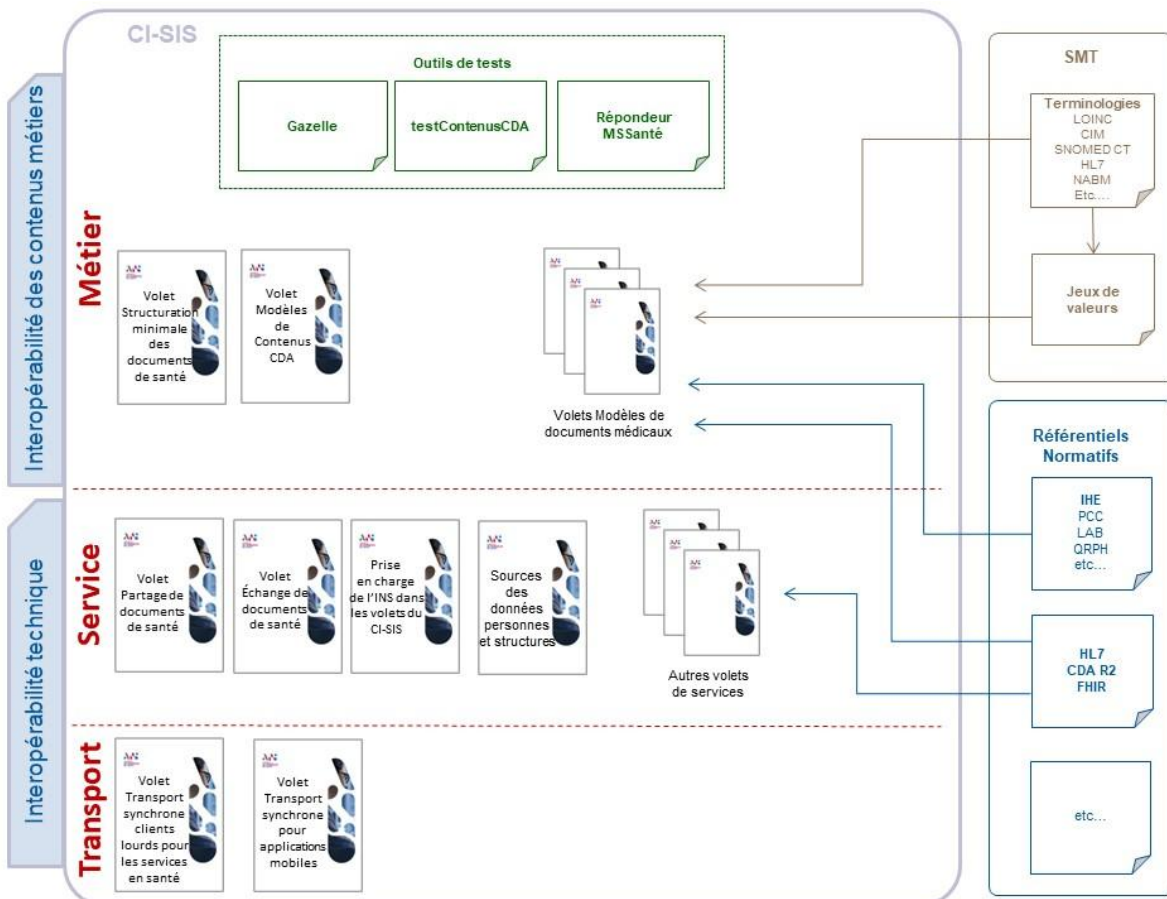 CI-SIS
Interopérabilité des contenus métiers
Interopérabilité technique
Métier
Service
Transport
Outils de tests
Gazelle
testContenusCDA
Répondeur
MSSanté
Volet
Structuration
minimale
des
documents
de santé
Volet
Modèles
de
Contenus
CDA
Volets Modèles de
documents médicaux
Volet
Partage de
documents
de santé
Volet
Échange de
documents
de santé
Prise
en charge
de l'INS dans
les volets du
CI-SIS
Sources
des
données
personnes
et structures
Autres volets
de services
Volet
Transport
synchrone
clients
lourds pour
les services
en santé
Volet
Transport
synchrone
pour
applications
mobiles
SMT
Terminologies
LOINC
CIM
SNOMED CT
HL7
NABM
Etc....
Jeux de
valeurs
Référentiels
Normatifs
IHE
PCC
LAB
QRPH
etc...
HL7
CDA R2
FHIR
etc...